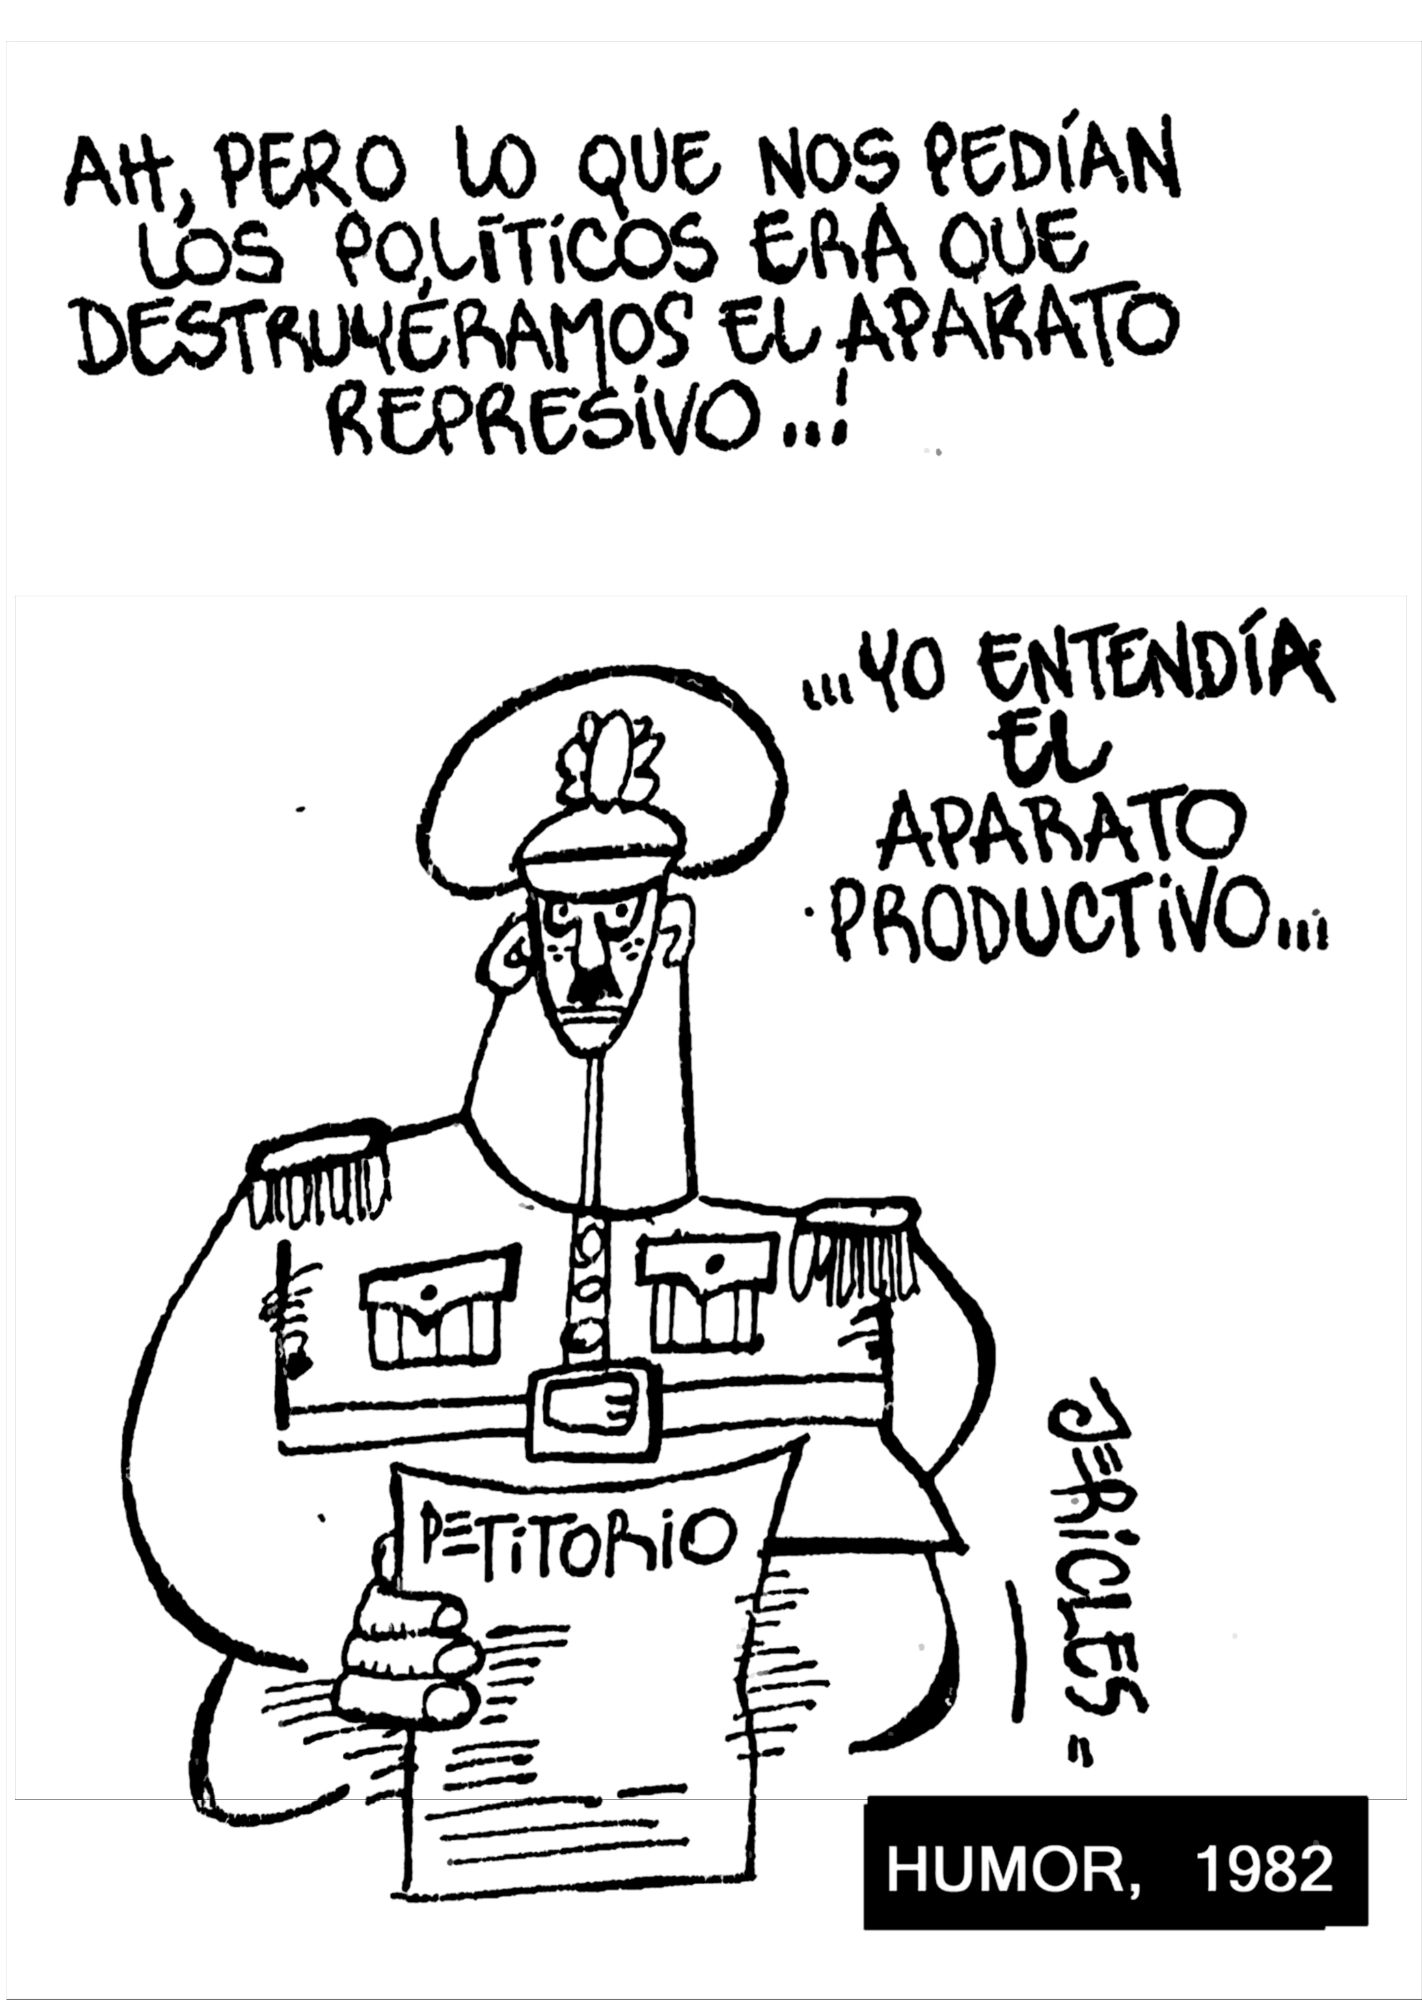 AH, PERO LO QUE NOS PEDÍAN
LOS POLÍTICOS ERA QUE
DESTRUYÉRAMOS EL APARATO
REPRESIVO...!
...YO ENTENDÍA
EL
APARATO
PRODUCTIVO...
PETITORIO
JERICLES
HUMOR, 1982